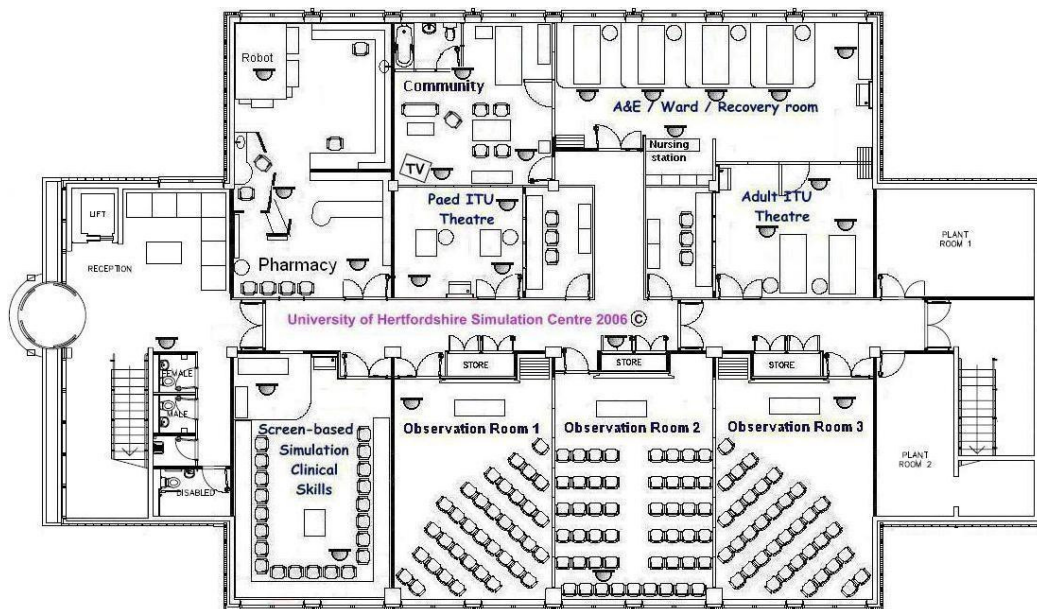 Robot
Community
A&E / Ward / Recovery room
Nursing
station
TV
Paed ITU
Theatre
Adult ITU
Theatre
LIFT
RECEPTION
Pharmacy
PLANT
ROOM 1
University of Hertfordshire Simulation Centre 2006 ©
FEMALE
MALE
DISABLED
STORE
STORE
STORE
Screen-based
Simulation
Clinical
Skills
Observation Room 1
Observation Room 2
Observation Room 3
PLANT
ROOM 2